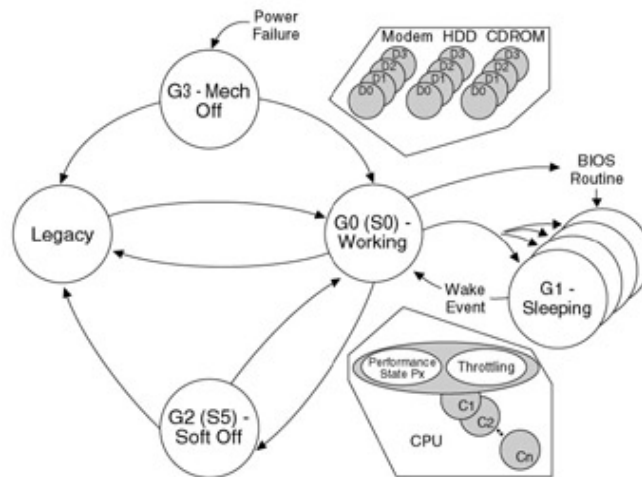 Power
Failure
Modem HDD CDROM
D3
D2
D1
D0
D3
D2
D1
D0
D3
D2
D1
D0
G3 - Mech
Off
BIOS
Routine
Legacy
G0 (S0) -
Working
Wake
Event
G1 -
Sleeping
Performance
State Px
Throttling
C1
C2
Cn
CPU
G2 (S5) -
Soft Off